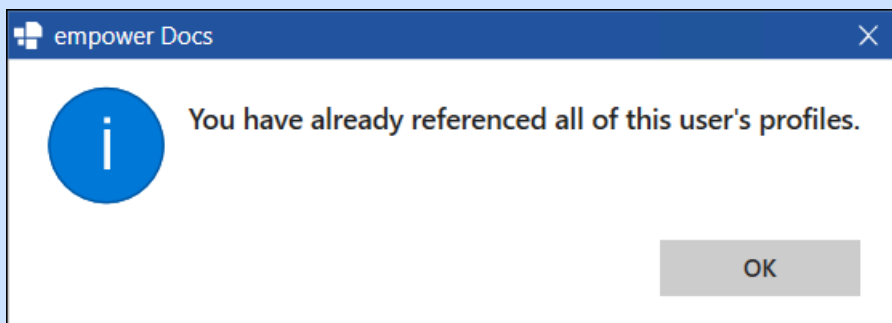 empower Docs
You have already referenced all of this user's profiles.
OK